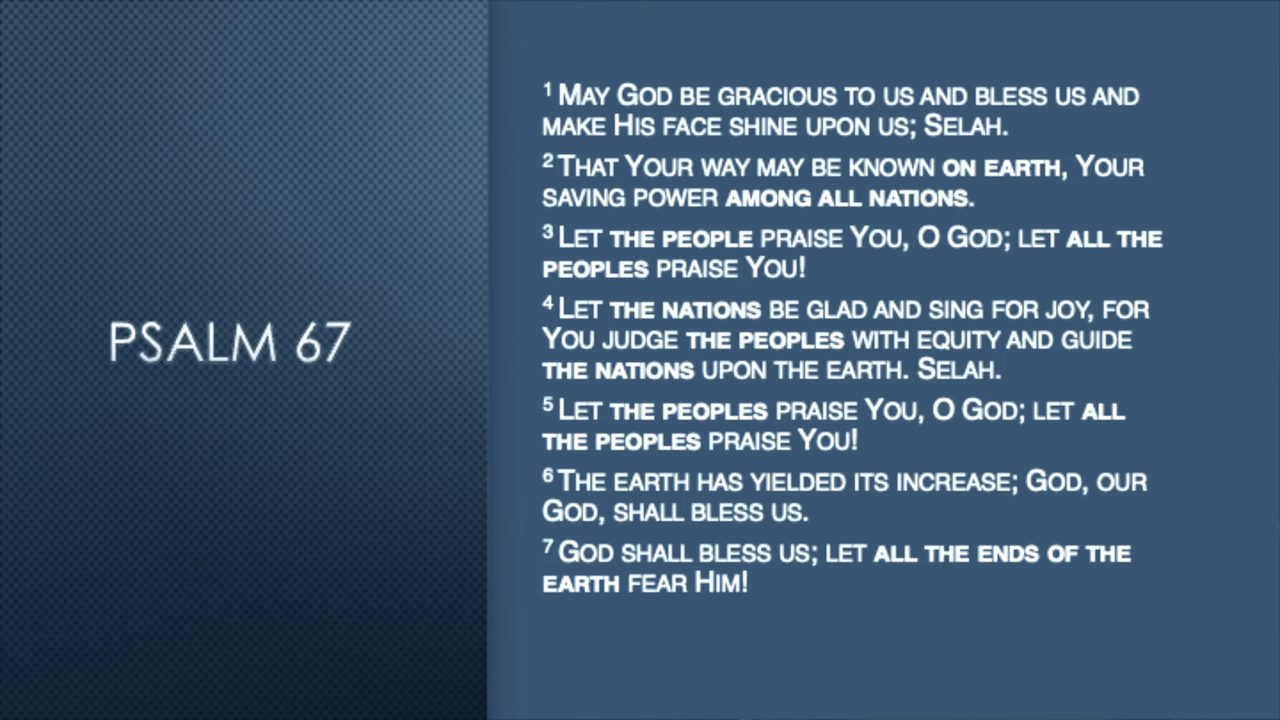 PSALM 67
1 MAY GOD BE GRACIOUS TO US AND BLESS US AND
MAKE HIS FACE SHINE UPON US; SELAH.
2 THAT YOUR WAY MAY BE KNOWN ON EARTH, YOUR
SAVING POWER AMONG ALL NATIONS.
3 LET THE PEOPLE PRAISE YOU, O GOD; LET ALL THE
PEOPLES PRAISE YOU!
4 LET THE NATIONS BE GLAD AND SING FOR JOY, FOR
YOU JUDGE THE PEOPLES WITH EQUITY AND GUIDE
THE NATIONS UPON THE EARTH. SELAH.
5 LET THE PEOPLES PRAISE YOU, O GOD; LET ALL
THE PEOPLES PRAISE YOU!
6 THE EARTH HAS YIELDED ITS INCREASE; GOD, OUR
GOD, SHALL BLESS US.
7 GOD SHALL BLESS US; LET ALL THE ENDS OF THE
EARTH FEAR HIM!